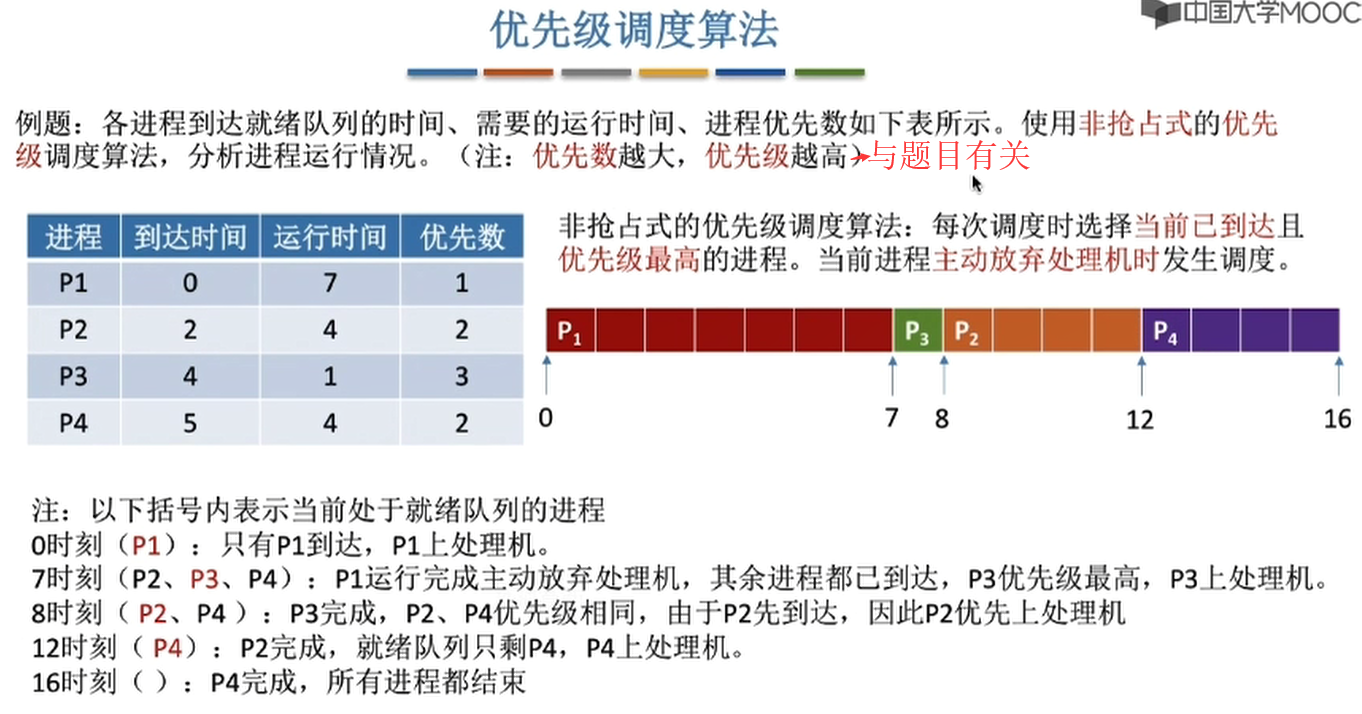 优先级调度算法
中国大学MOOC
例题：各进程到达就绪队列的时间、需要的运行时间、进程优先数如下表所示。使用非抢占式的优先
级调度算法，分析进程运行情况。（注：优先数越大，优先级越高）
与题目有关
进程 到达时间 运行时间 优先数
P1 0 7 1
P2 2 4 2
P3 4 1 3
P4 5 4 2
非抢占式的优先级调度算法：每次调度时选择当前已到达且
优先级最高的进程。当前进程主动放弃处理机时发生调度。
P1 P3 P2 P4
0 7 8 12 16
注：以下括号内表示当前处于就绪队列的进程
0时刻（P1）：只有P1到达，P1上处理机。
7时刻（P2、P3、P4）：P1运行完成主动放弃处理机，其余进程都已到达，P3优先级最高，P3上处理机。
8时刻（ P2、P4 ）：P3完成，P2、P4优先级相同，由于P2先到达，因此P2优先上处理机
12时刻（ P4）：P2完成，就绪队列只剩P4，P4上处理机。
16时刻（ ）：P4完成，所有进程都结束